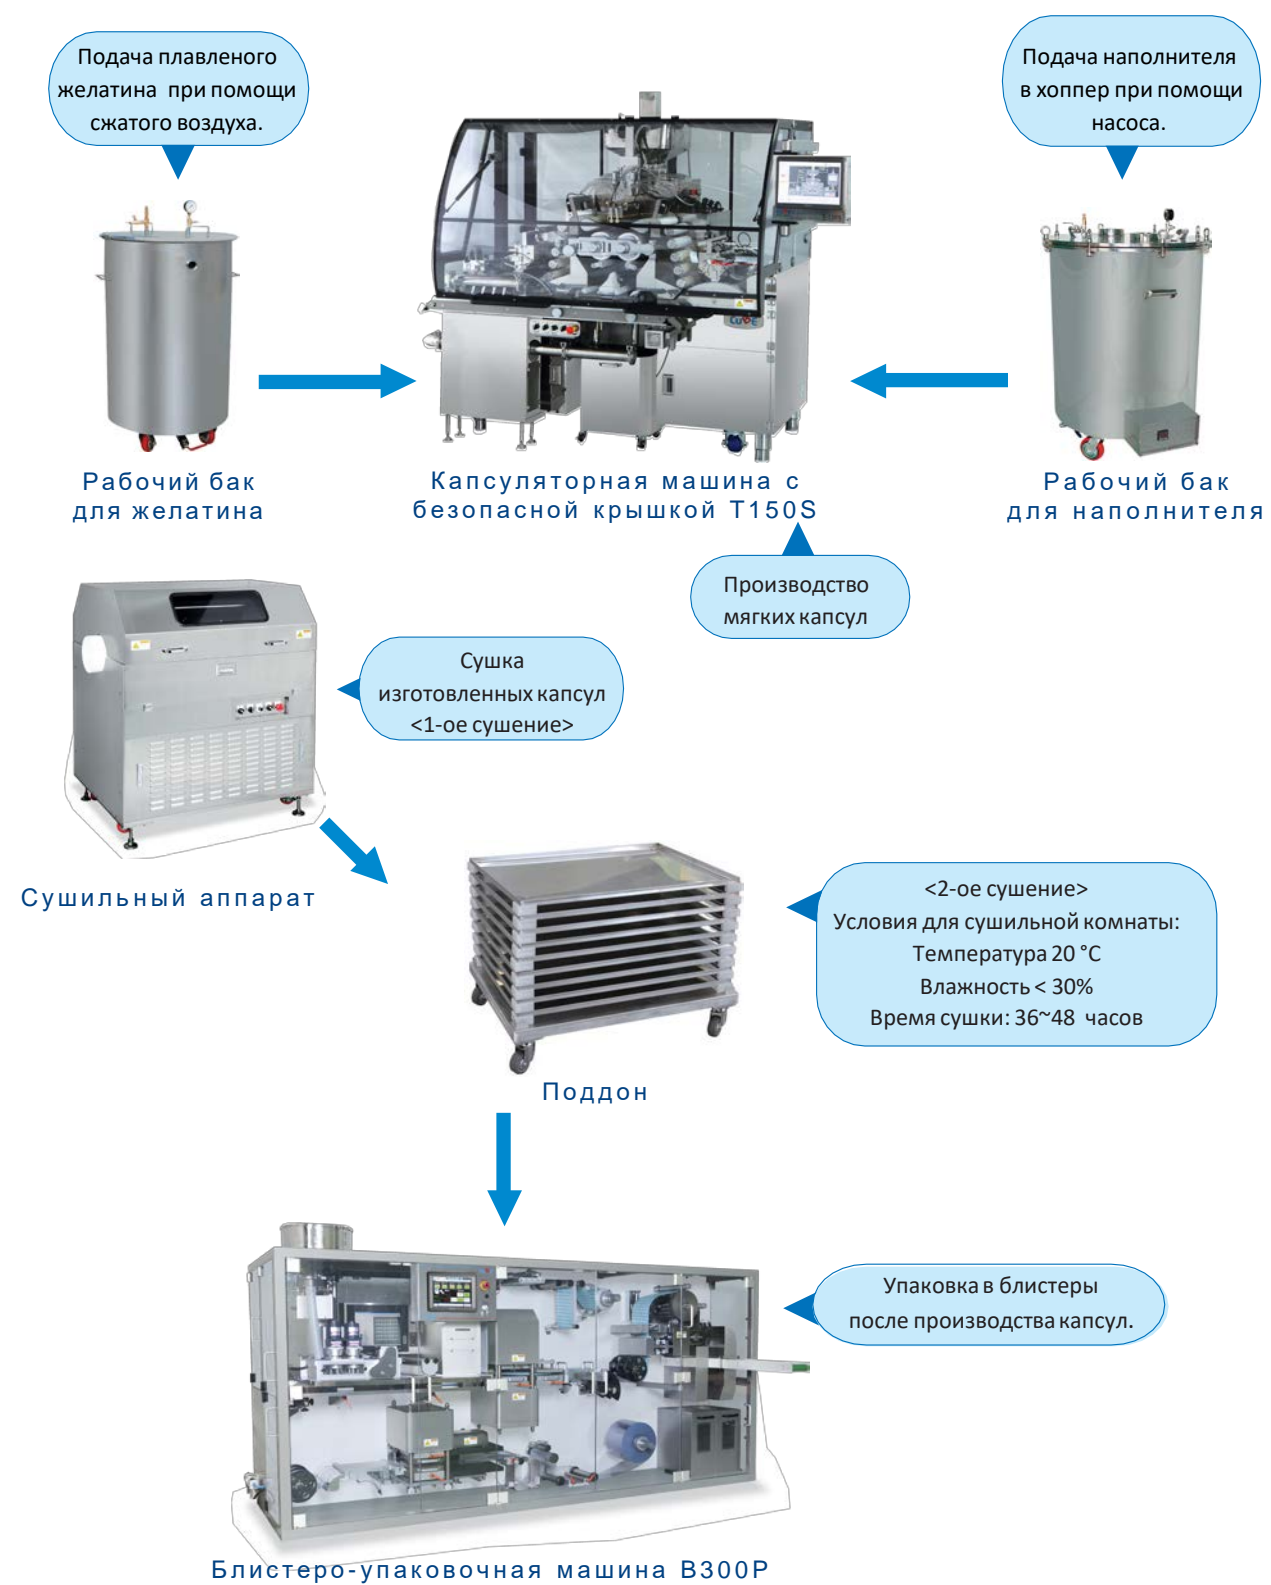 Подача плавленого
желатина при помощи
сжатого воздуха.
Подача наполнителя
в хоппер при помощи
насоса.
Рабочий бак
для желатина
Капсуляторная машина с
безопасной крышкой T150S
Рабочий бак
для наполнителя
Производство
мягких капсул
Сушка
изготовленных капсул
<1-ое сушение>
Сушильный аппарат
<2-ое сушение>
Условия для сушильной комнаты:
Температура 20 °C
Влажность < 30%
Время сушки: 36~48 часов
Поддон
Упаковка в блистеры
после производства капсул.
Блистеро-упаковочная машина B300P